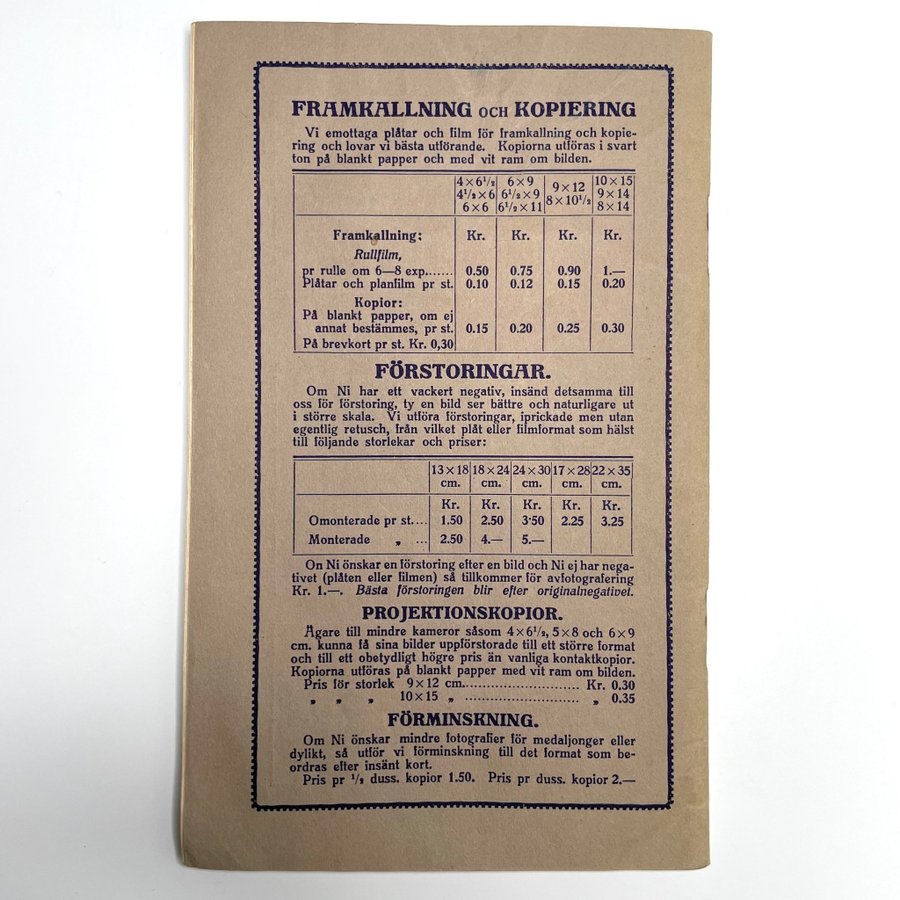 FRAMKALLNING OCH KOPIERING
Vi emottaga plåtar och film för framkallning och kopie-
ring och lovar vi bästa utförande. Kopiorna utföras i svart
ton på blankt papper och med vit ram om bilden.
4×6½ 6×9 9×12 10×15
4½×6 6½×9 8×10½ 9×14
6×6 6½×11 8×14
Framkallning: Kr. Kr. Kr. Kr.
Rullfilm,
pr rulle om 6—8 exp....... 0.50 0.75 0.90 1.—
Plåtar och planfilm pr st. 0.10 0.12 0.15 0.20
Kopior:
På blankt papper, om ej
annat bestämmes, pr st. 0.15 0.20 0.25 0.30
På brevkort pr st. Kr. 0,30
FÖRSTORINGAR.
Om Ni har ett vackert negativ, insänd detsamma till
oss för förstoring, ty en bild ser bättre och naturligare ut
i större skala. Vi utföra förstoringar, iprickade men utan
egentlig retusch, från vilket plåt eller filmformat som hälst
till följande storlekar och priser:
13×18 18×24 24×30 17×28 22×35
cm. cm. cm. cm. cm.
Kr. Kr. Kr. Kr. Kr.
Omonterade pr st.... 1.50 2.50 3·50 2.25 3.25
Monterade „ ... 2.50 4.— 5.—
On Ni önskar en förstoring efter en bild och Ni ej har nega-
tivet (plåten eller filmen) så tillkommer för avfotografering
Kr. 1.—. Bästa förstoringen blir efter originalnegativet.
PROJEKTIONSKOPIOR.
Ägare till mindre kameror såsom 4×6½, 5×8 och 6×9
cm. kunna få sina bilder uppförstorade till ett större format
och till ett obetydligt högre pris än vanliga kontaktkopior.
Kopiorna utföras på blankt papper med vit ram om bilden.
Pris för storlek 9×12 cm............................ Kr. 0.30
„ „ „ 10×15 „ ............................ „ 0.35
FÖRMINSKNING.
Om Ni önskar mindre fotografier för medaljonger eller
dylikt, så utför vi förminskning till det format som be-
ordras efter insänt kort.
Pris pr ½ duss. kopior 1.50. Pris pr duss. kopior 2.—